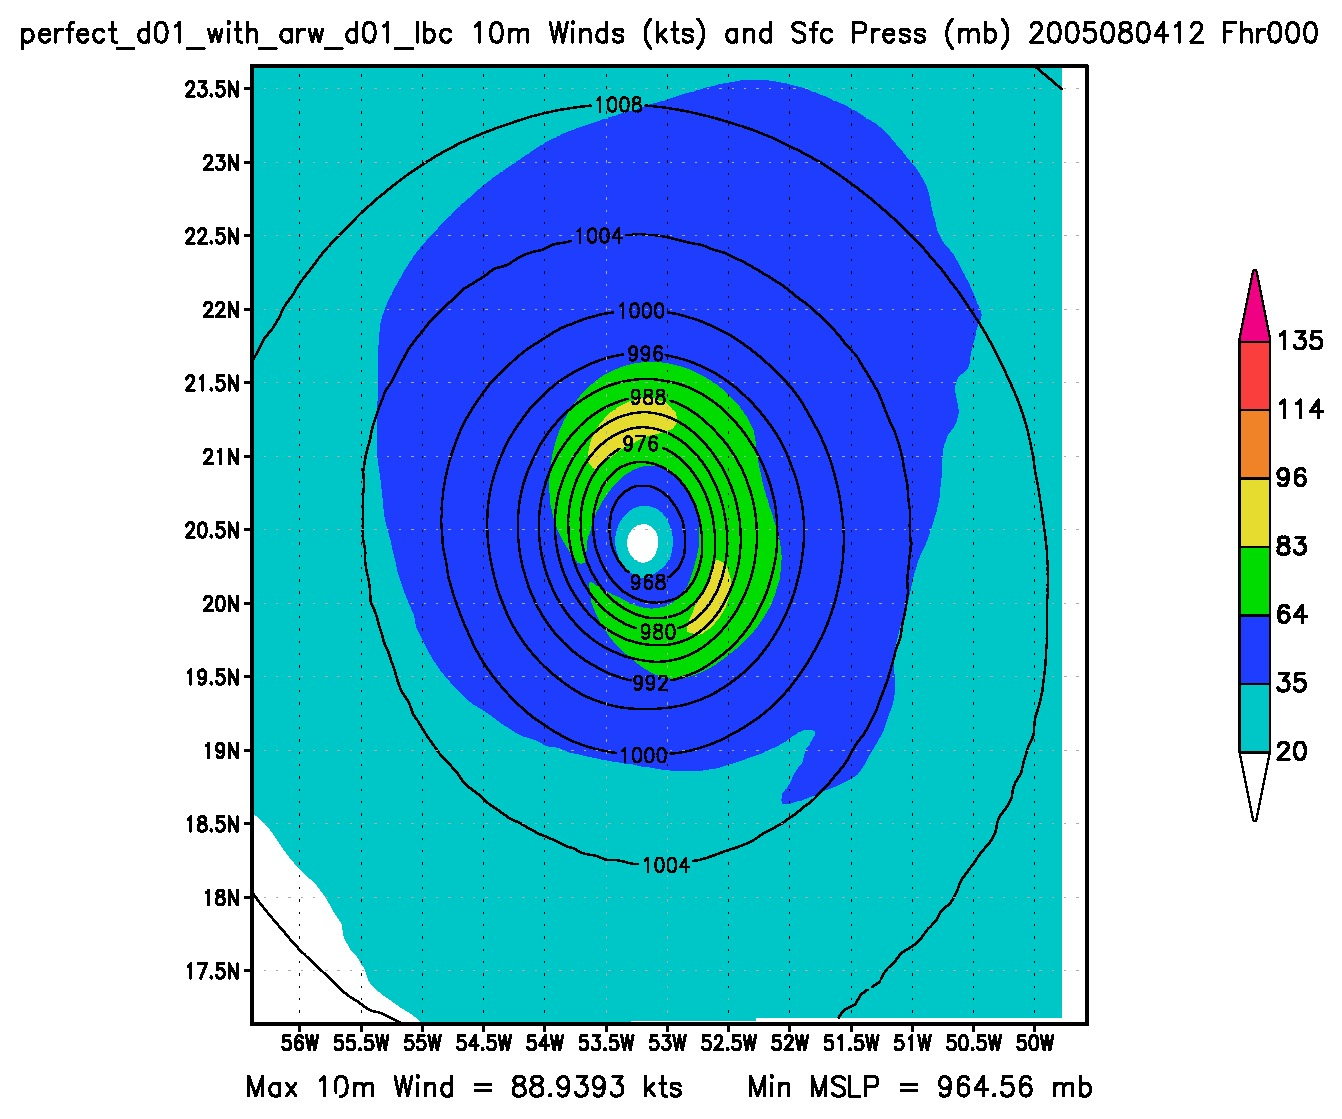 perfect_d01_with_arw_d01_lbc 10m Winds (kts) and Sfc Press (mb) 2005080412 Fhr000
23.5N
23N
22.5N
22N
21.5N
21N
20.5N
20N
19.5N
19N
18.5N
18N
17.5N
1008
1004
1000
996
988
976
968
980
992
1000
1004
135
114
96
83
64
35
20
56W 55.5W 55W 54.5W 54W 53.5W 53W 52.5W 52W 51.5W 51W 50.5W 50W
Max 10m Wind = 88.9393 kts Min MSLP = 964.56 mb